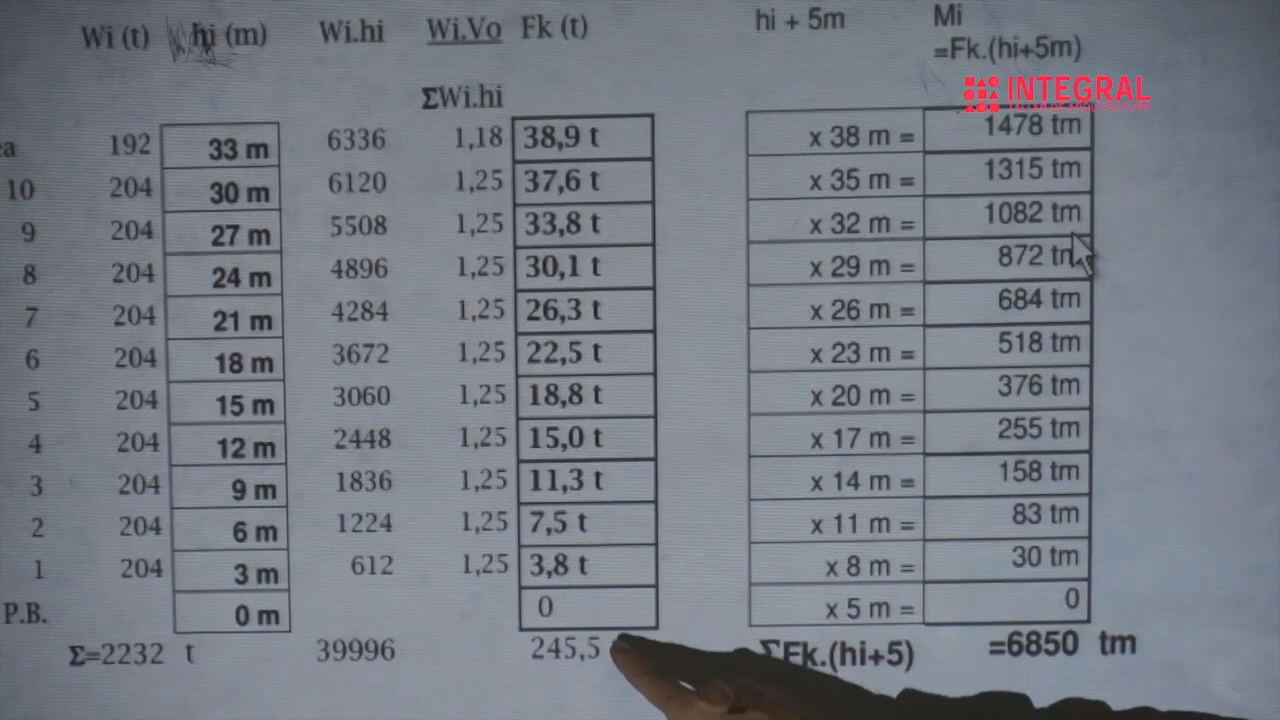 Wi (t) hi (m) Wi.hi Wi.Vo Fk (t) hi + 5m Mi
=Fk.(hi+5m)
ΣWi.hi
INTEGRAL
ea 192 33 m 6336 1,18 38,9 t x 38 m = 1478 tm
10 204 30 m 6120 1,25 37,6 t x 35 m = 1315 tm
9 204 27 m 5508 1,25 33,8 t x 32 m = 1082 tm
8 204 24 m 4896 1,25 30,1 t x 29 m = 872 tm
7 204 21 m 4284 1,25 26,3 t x 26 m = 684 tm
6 204 18 m 3672 1,25 22,5 t x 23 m = 518 tm
5 204 15 m 3060 1,25 18,8 t x 20 m = 376 tm
4 204 12 m 2448 1,25 15,0 t x 17 m = 255 tm
3 204 9 m 1836 1,25 11,3 t x 14 m = 158 tm
2 204 6 m 1224 1,25 7,5 t x 11 m = 83 tm
1 204 3 m 612 1,25 3,8 t x 8 m = 30 tm
P.B. 0 m 0 x 5 m = 0
Σ=2232 t 39996 245,5 ΣFk.(hi+5) =6850 tm